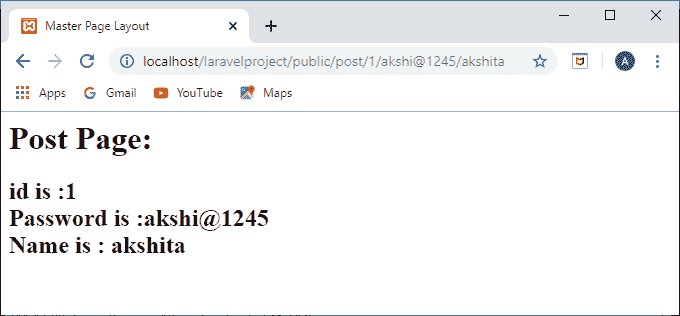 Master Page Layout
localhost/laravelproject/public/post/1/akshi@1245/akshita
A
Apps Gmail YouTube Maps
Post Page:
id is :1
Password is :akshi@1245
Name is : akshita